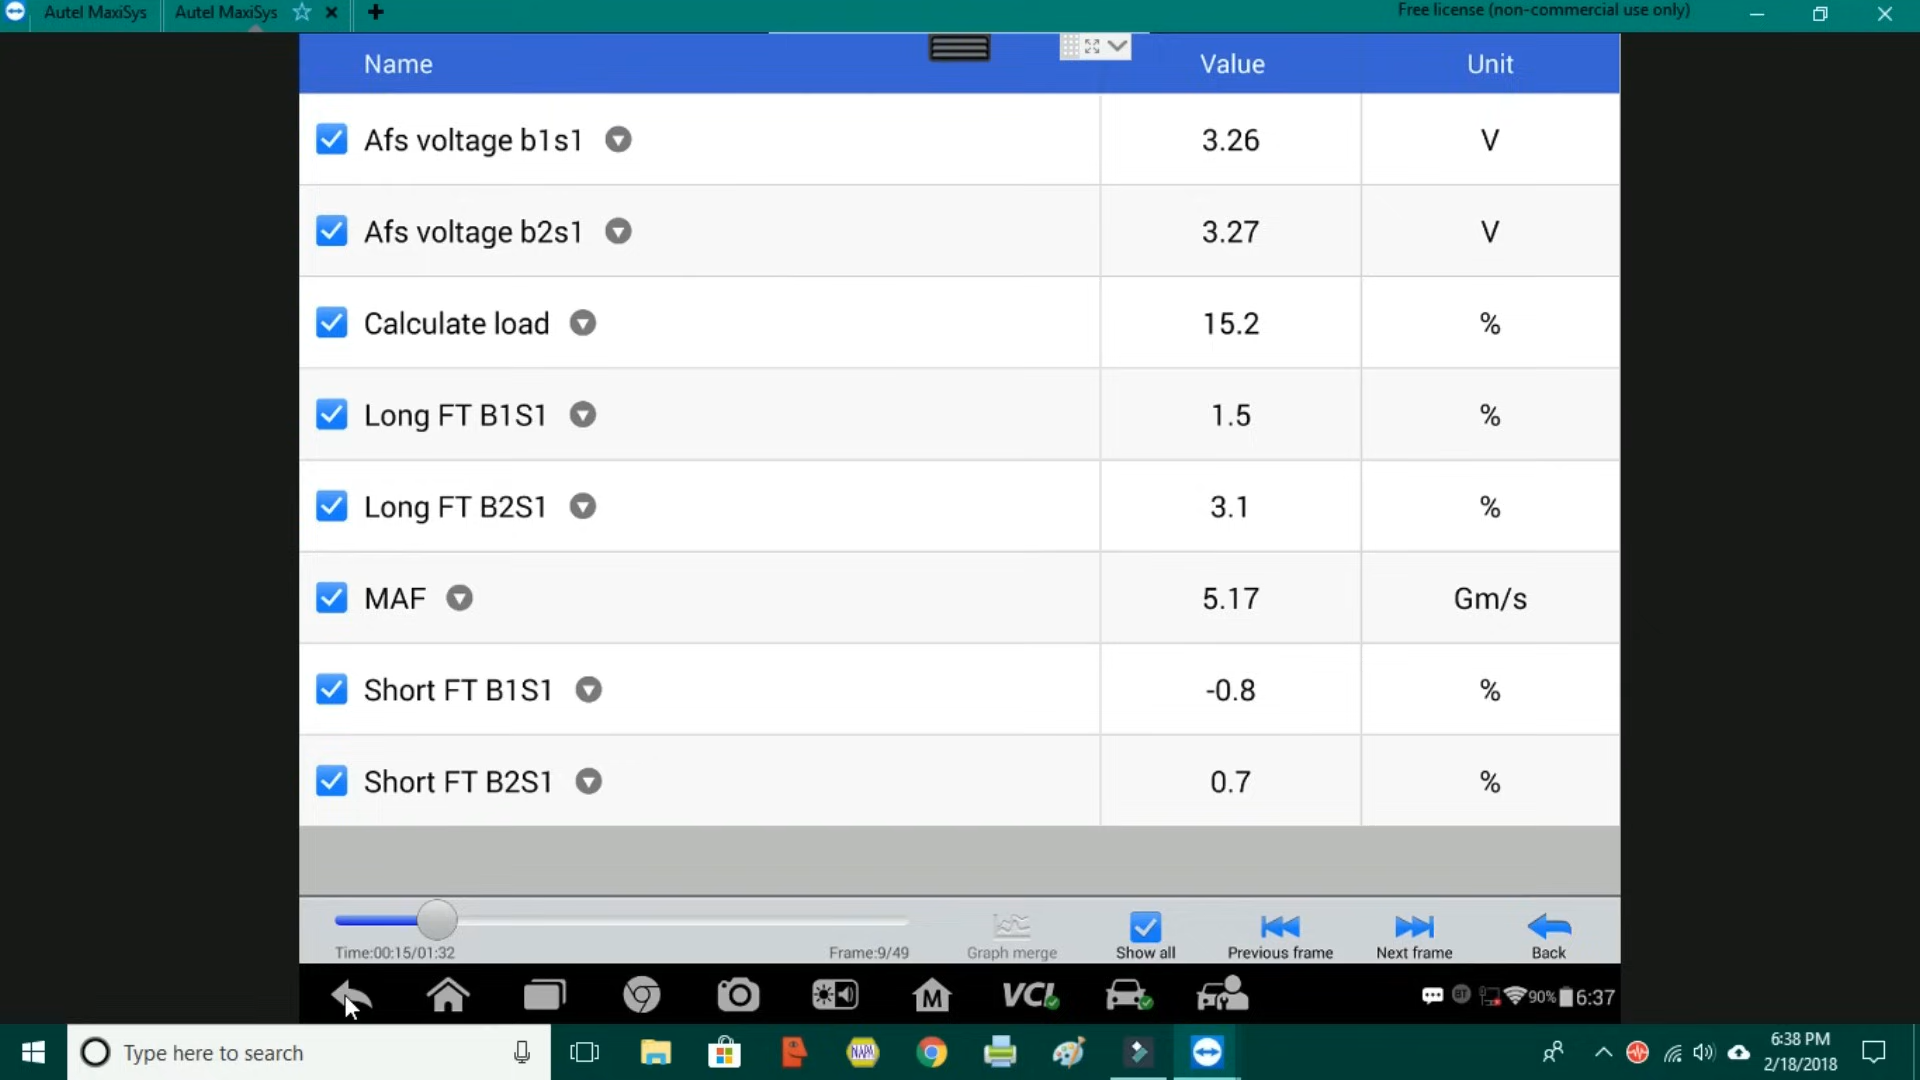 Autel MaxiSys
Autel MaxiSys
Free license (non-commercial use only)
Name Value Unit
Afs voltage b1s1 3.26 V
Afs voltage b2s1 3.27 V
Calculate load 15.2 %
Long FT B1S1 1.5 %
Long FT B2S1 3.1 %
MAF 5.17 Gm/s
Short FT B1S1 -0.8 %
Short FT B2S1 0.7 %
Time:00:15/01:32 Frame:9/49 Graph merge Show all Previous frame Next frame Back
M VCI BT 90% 6:37
Type here to search NAPA 6:38 PM
2/18/2018